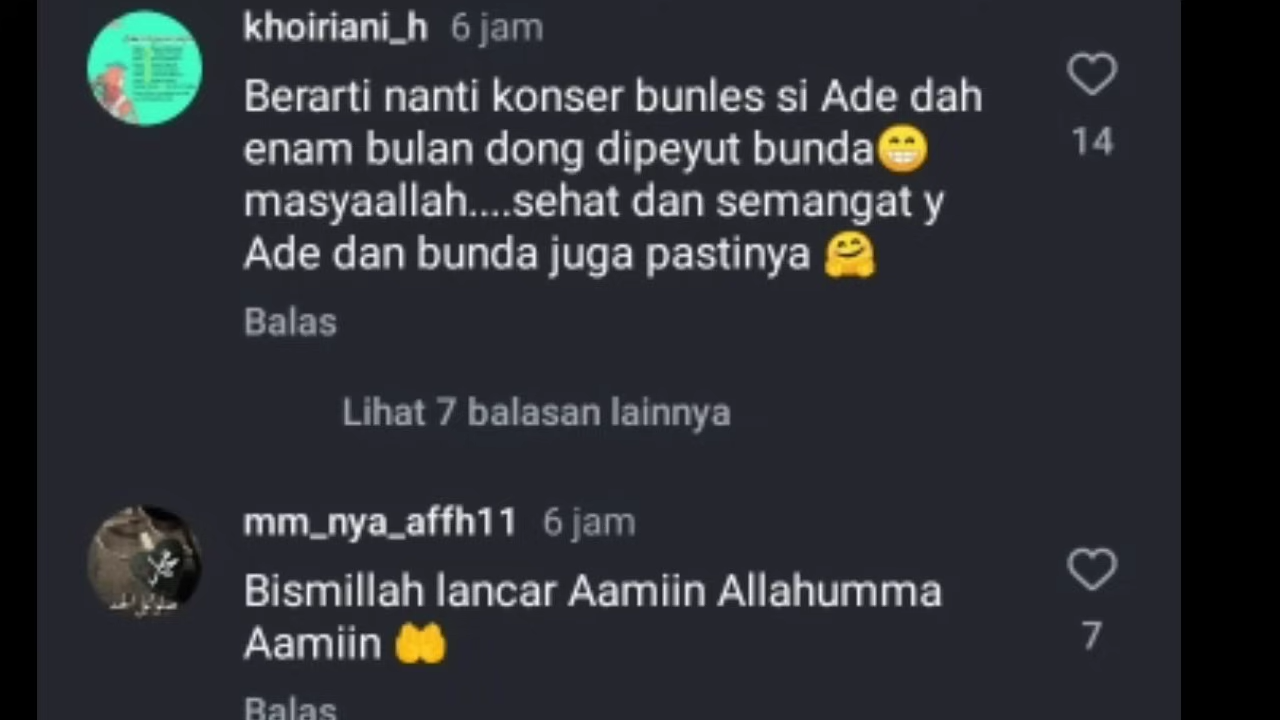 khoiriani_h 6 jam
Berarti nanti konser bunles si Ade dah
enam bulan dong dipeyut bunda😁
masyaallah....sehat dan semangat y
Ade dan bunda juga pastinya 🤗
14
Balas
Lihat 7 balasan lainnya
mm_nya_affh11 6 jam
Bismillah lancar Aamiin Allahumma
Aamiin 🤲
7
Balas